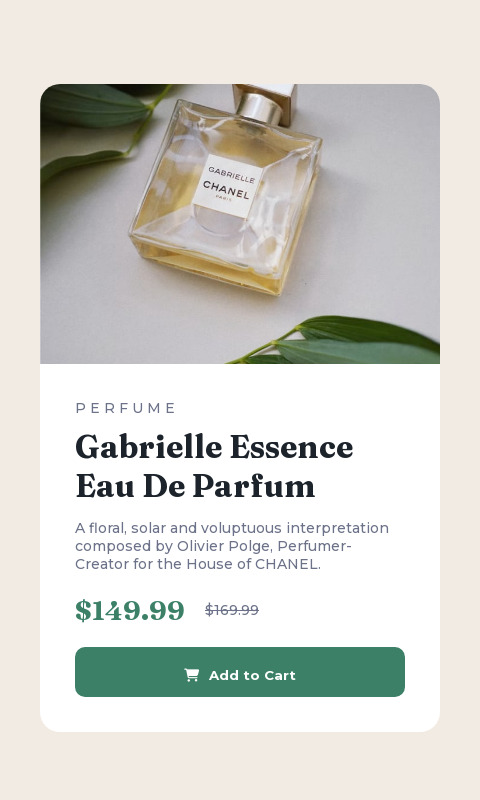 GABRIELLE
CHANEL
PARIS
PERFUME
Gabrielle Essence
Eau De Parfum
A floral, solar and voluptuous interpretation
composed by Olivier Polge, Perfumer-
Creator for the House of CHANEL.
$149.99 $169.99
Add to Cart